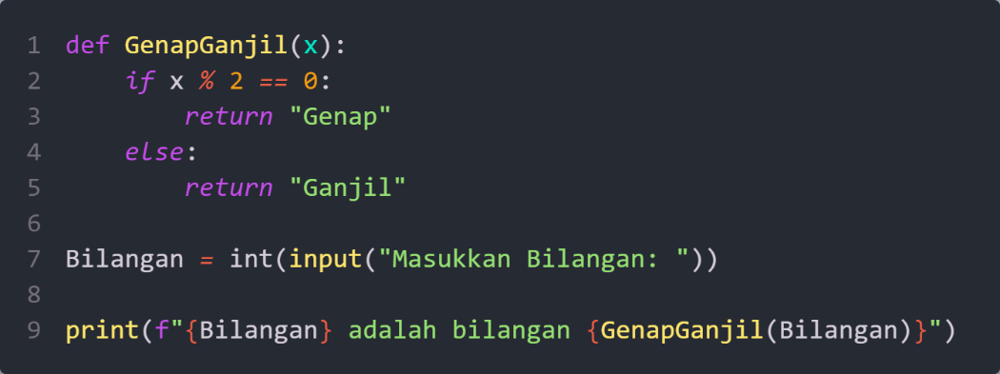 1 def GenapGanjil(x):
2     if x % 2 == 0:
3         return "Genap"
4     else:
5         return "Ganjil"
6
7 Bilangan = int(input("Masukkan Bilangan: "))
8
9 print(f"{Bilangan} adalah bilangan {GenapGanjil(Bilangan)}")